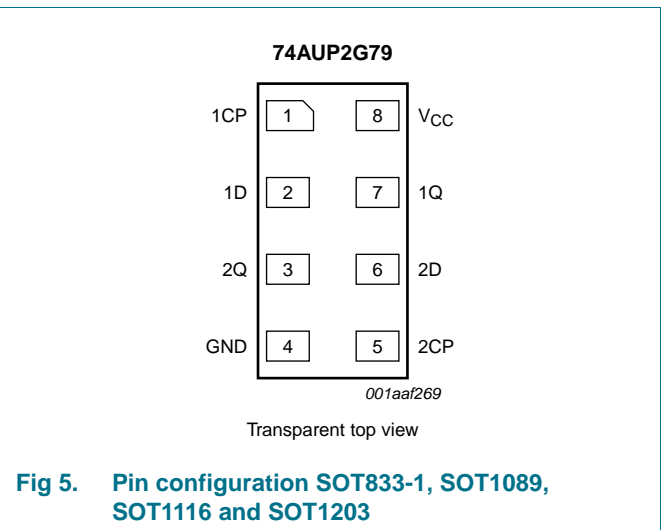 74AUP2G79
1CP 1 8 VCC
1D 2 7 1Q
2Q 3 6 2D
GND 4 5 2CP
001aaf269
Transparent top view
Fig 5. Pin configuration SOT833-1, SOT1089,
SOT1116 and SOT1203